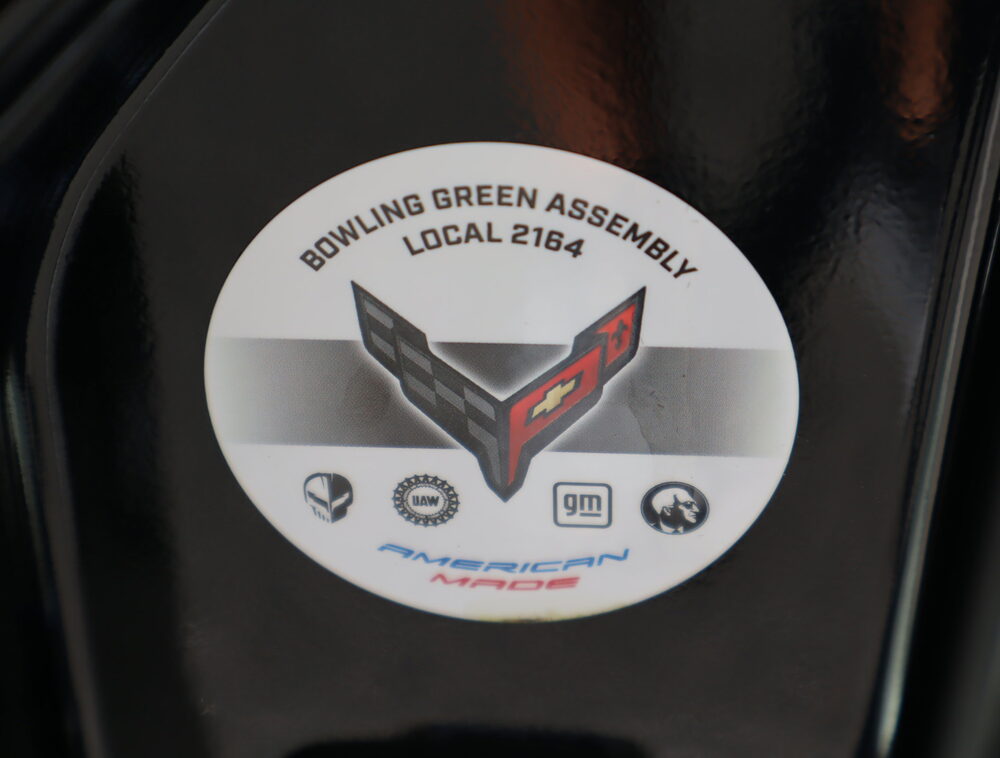 BOWLING GREEN ASSEMBLY
LOCAL 2164
UAW
gm
AMERICAN
MADE